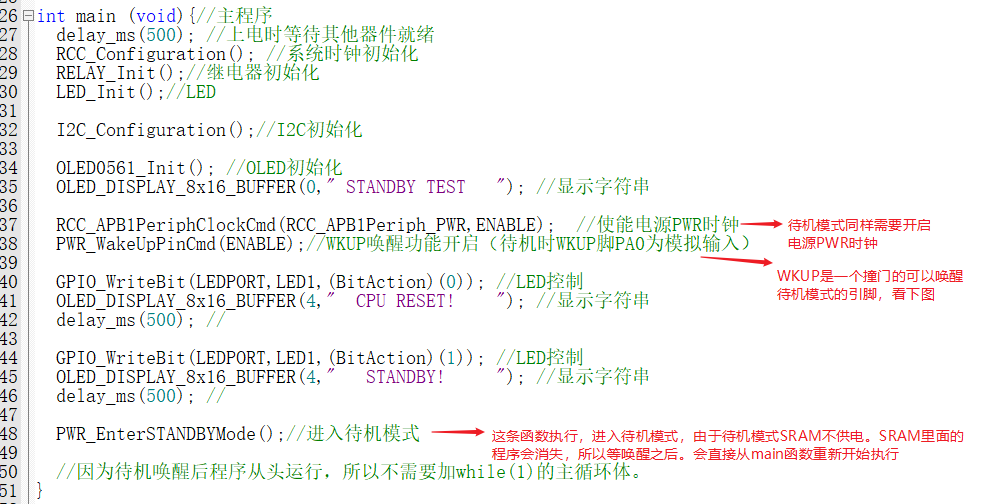 26 int main (void){//主程序
27 delay_ms(500); //上电时等待其他器件就绪
28 RCC_Configuration(); //系统时钟初始化
29 RELAY_Init();//继电器初始化
30 LED_Init();//LED
31
32 I2C_Configuration();//I2C初始化
33
34 OLED0561_Init(); //OLED初始化
35 OLED_DISPLAY_8x16_BUFFER(0," STANDBY TEST   "); //显示字符串
36
37 RCC_APB1PeriphClockCmd(RCC_APB1Periph_PWR,ENABLE);  //使能电源PWR时钟
待机模式同样需要开启
电源PWR时钟
38 PWR_WakeUpPinCmd(ENABLE);//WKUP唤醒功能开启（待机时WKUP脚PA0为模拟输入）
WKUP是一个撞门的可以唤醒
待机模式的引脚，看下图
39
40 GPIO_WriteBit(LEDPORT,LED1,(BitAction)(0)); //LED控制
41 OLED_DISPLAY_8x16_BUFFER(4,"  CPU RESET!    "); //显示字符串
42 delay_ms(500); //
43
44 GPIO_WriteBit(LEDPORT,LED1,(BitAction)(1)); //LED控制
45 OLED_DISPLAY_8x16_BUFFER(4,"   STANDBY!     "); //显示字符串
46 delay_ms(500); //
47
48 PWR_EnterSTANDBYMode();//进入待机模式
这条函数执行，进入待机模式，由于待机模式SRAM不供电。SRAM里面的
程序会消失，所以等唤醒之后。会直接从main函数重新开始执行
49
50 //因为待机唤醒后程序从头运行，所以不需要加while(1)的主循环体。
51 }